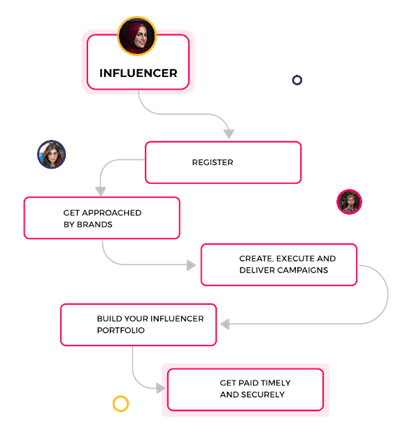 INFLUENCER
REGISTER
GET APPROACHED
BY BRANDS
CREATE, EXECUTE AND
DELIVER CAMPAIGNS
BUILD YOUR INFLUENCER
PORTFOLIO
GET PAID TIMELY
AND SECURELY